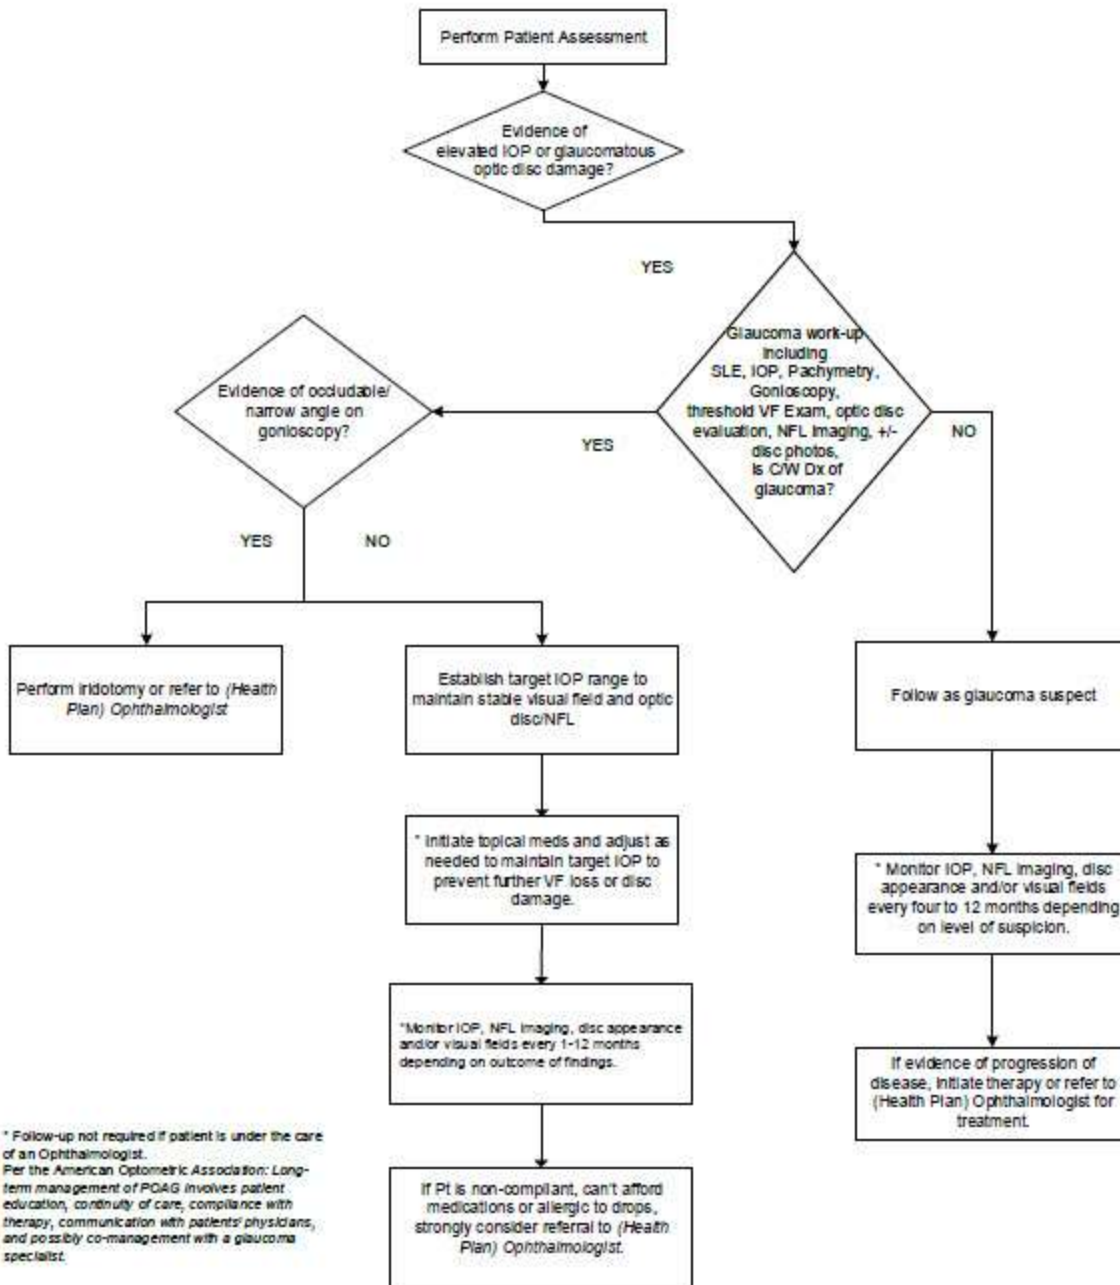 Perform Patient Assessment
Evidence of
elevated IOP or glaucomatous
optic disc damage?
YES
Glaucoma work-up
including
SLE, IOP, Pachymetry,
Gonioscopy,
threshold VF Exam, optic disc
evaluation, NFL imaging, +/-
disc photos,
is C/W Dx of
glaucoma?
YES
NO
Evidence of occludable/
narrow angle on
gonioscopy?
YES
NO
Perform iridotomy or refer to (Health
Plan) Ophthalmologist
Establish target IOP range to
maintain stable visual field and optic
disc/NFL
* Initiate topical meds and adjust as
needed to maintain target IOP to
prevent further VF loss or disc
damage.
*Monitor IOP, NFL imaging, disc appearance
and/or visual fields every 1-12 months
depending on outcome of findings.
If Pt is non-compliant, can't afford
medications or allergic to drops,
strongly consider referral to (Health
Plan) Ophthalmologist.
Follow as glaucoma suspect
* Monitor IOP, NFL imaging, disc
appearance and/or visual fields
every four to 12 months depending
on level of suspicion.
If evidence of progression of
disease, initiate therapy or refer to
(Health Plan) Ophthalmologist for
treatment.
* Follow-up not required if patient is under the care
of an Ophthalmologist.
Per the American Optometric Association: Long-
term management of POAG involves patient
education, continuity of care, compliance with
therapy, communication with patients' physicians,
and possibly co-management with a glaucoma
specialist.